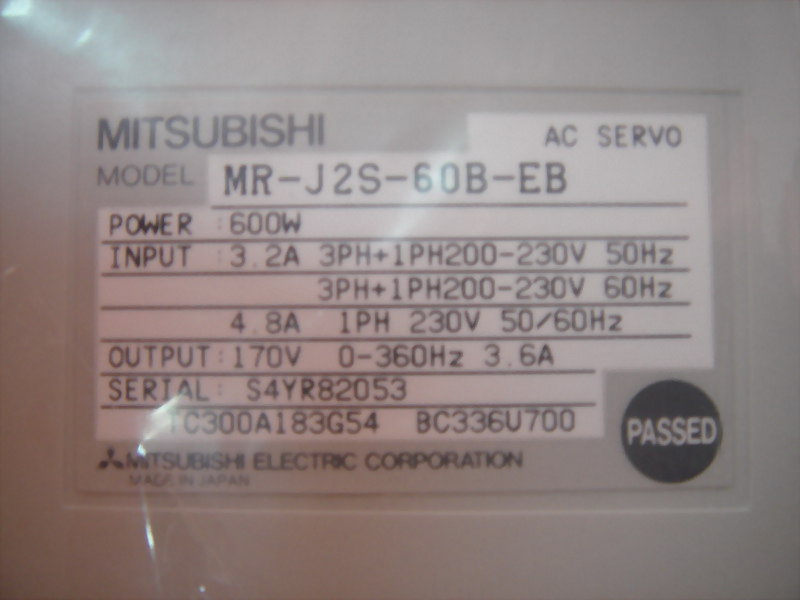 MITSUBISHI AC SERVO
MODEL MR-J2S-60B-EB
POWER : 600W
INPUT : 3.2A 3PH+1PH200-230V 50Hz
3PH+1PH200-230V 60Hz
4.8A 1PH 230V 50/60Hz
OUTPUT: 170V 0-360Hz 3.6A
SERIAL: S4YR82053
TC300A183G54 BC336U700
PASSED
MITSUBISHI ELECTRIC CORPORATION
MADE IN JAPAN